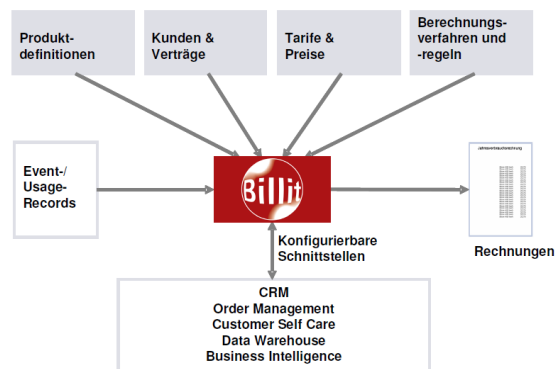 Produkt-
definitionen
Kunden &
Verträge
Tarife &
Preise
Berechnungs-
verfahren und
-regeln
Event-/
Usage-
Records
Billit
Rechnungen
Konfigurierbare
Schnittstellen
CRM
Order Management
Customer Self Care
Data Warehouse
Business Intelligence